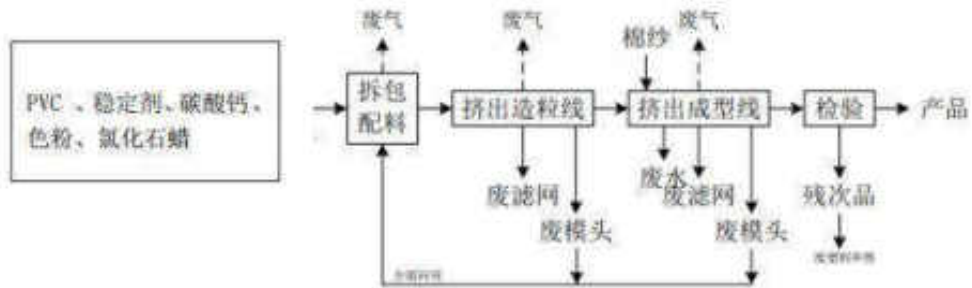 废气
废气
棉纱
废气
PVC 、稳定剂、碳酸钙、
色粉、氯化石蜡
拆包
配料
挤出造粒线
挤出成型线
检验
产品
废滤网
废水
废滤网
残次品
废模头
废模头